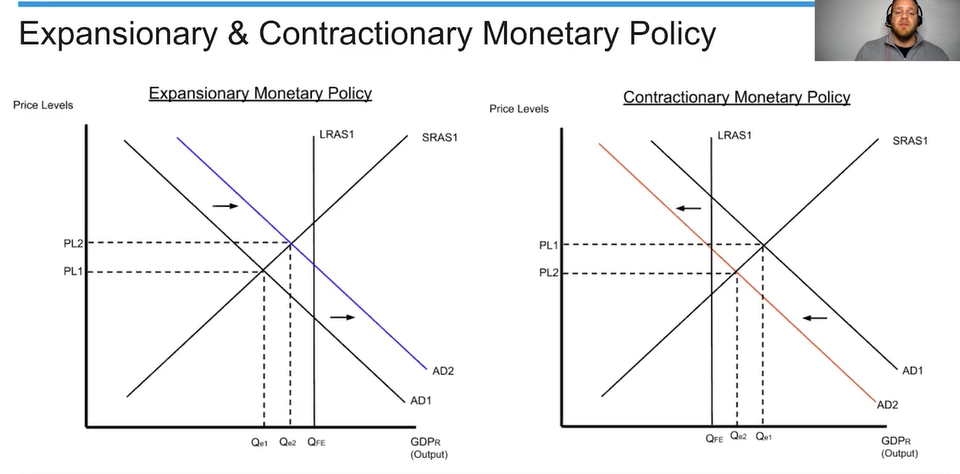 Expansionary & Contractionary Monetary Policy
Expansionary Monetary Policy
Price Levels
LRAS1
SRAS1
PL2
PL1
AD2
AD1
Qe1
Qe2
QFE
GDPR
(Output)
Contractionary Monetary Policy
Price Levels
LRAS1
SRAS1
PL1
PL2
AD1
AD2
QFE
Qe2
Qe1
GDPR
(Output)